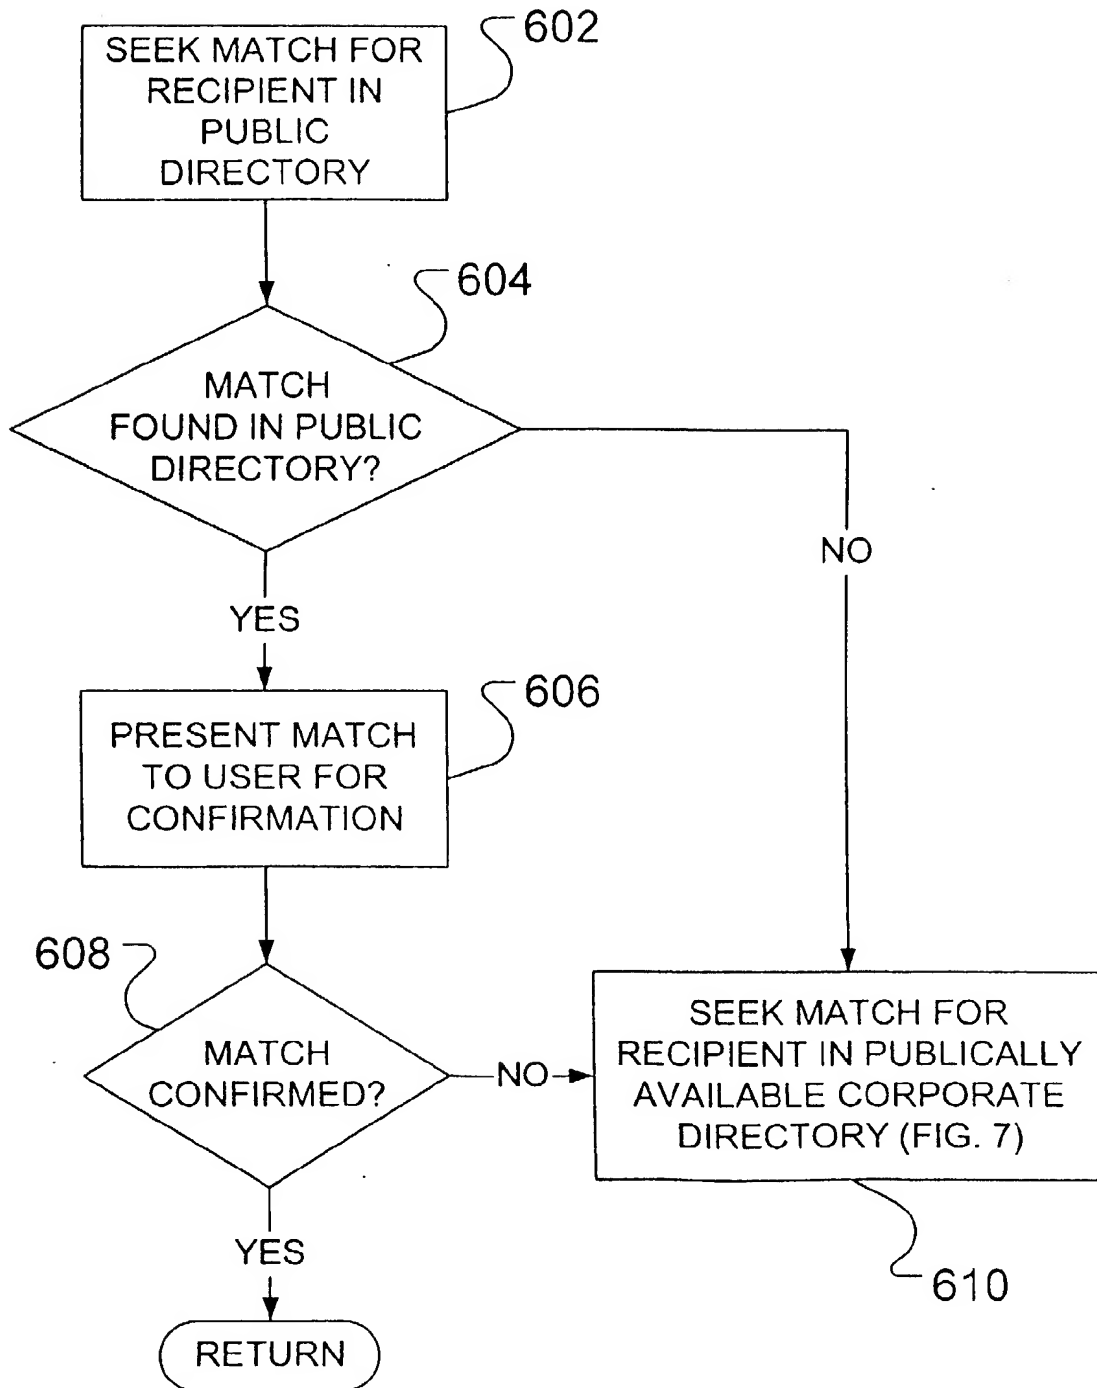 602
SEEK MATCH FOR
RECIPIENT IN
PUBLIC
DIRECTORY
604
MATCH
FOUND IN PUBLIC
DIRECTORY?
NO
YES
606
PRESENT MATCH
TO USER FOR
CONFIRMATION
608
MATCH
CONFIRMED?
NO
SEEK MATCH FOR
RECIPIENT IN PUBLICALLY
AVAILABLE CORPORATE
DIRECTORY (FIG. 7)
YES
610
RETURN